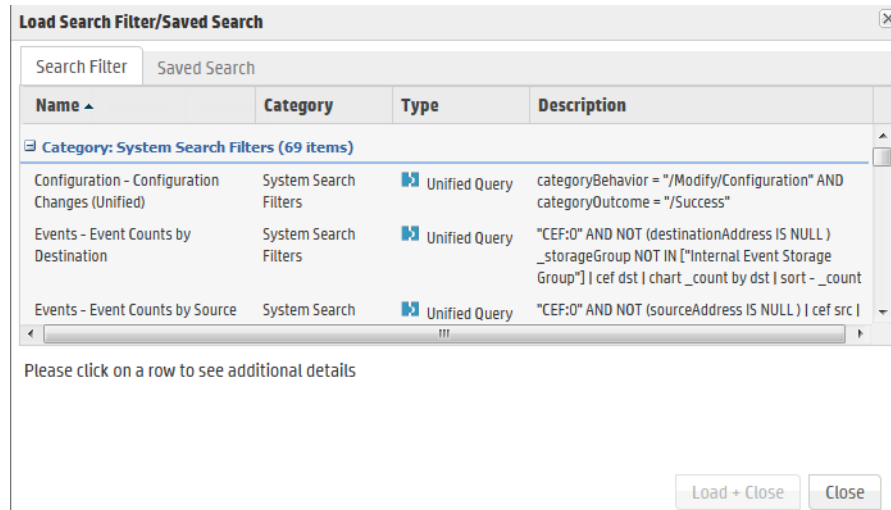 Load Search Filter/Saved Search
Search Filter Saved Search
Name Category Type Description
Category: System Search Filters (69 items)
Configuration - Configuration System Search Unified Query categoryBehavior = "/Modify/Configuration" AND
Changes (Unified) Filters categoryOutcome = "/Success"
Events - Event Counts by System Search Unified Query "CEF:0" AND NOT (destinationAddress IS NULL )
Destination Filters _storageGroup NOT IN ["Internal Event Storage
Group"] | cef dst | chart _count by dst | sort - _count
Events - Event Counts by Source System Search Unified Query "CEF:0" AND NOT (sourceAddress IS NULL ) | cef src |
Please click on a row to see additional details
Load + Close Close